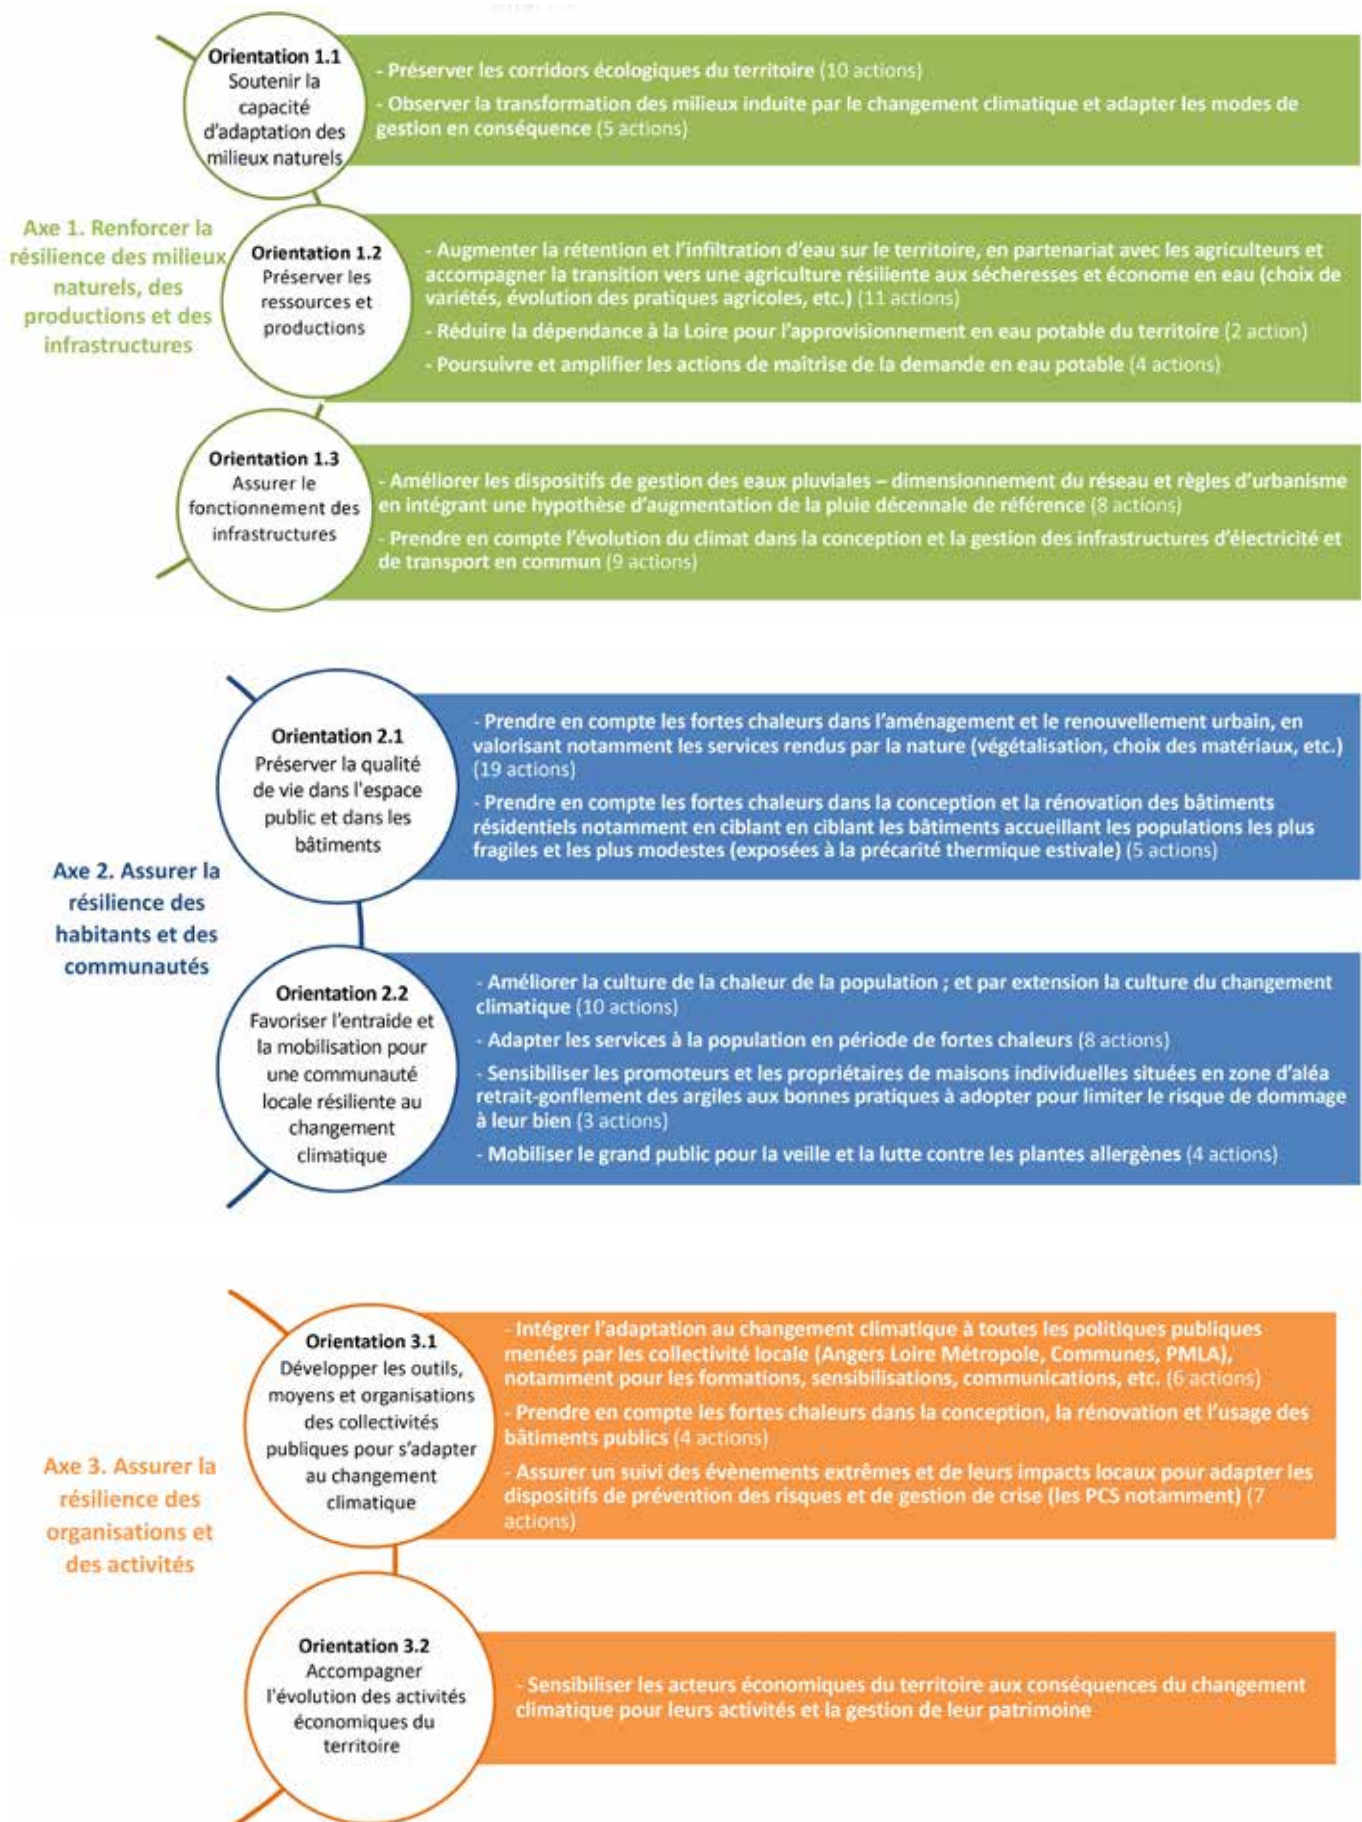 Orientation 1.1
Soutenir la
capacité
d'adaptation des
milieux naturels
- Préserver les corridors écologiques du territoire (10 actions)
- Observer la transformation des milieux induite par le changement climatique et adapter les modes de
gestion en conséquence (5 actions)
Axe 1. Renforcer la
résilience des milieux
naturels, des
productions et des
infrastructures
Orientation 1.2
Préserver les
ressources et
productions
- Augmenter la rétention et l'infiltration d'eau sur le territoire, en partenariat avec les agriculteurs et
accompagner la transition vers une agriculture résiliente aux sécheresses et économe en eau (choix de
variétés, évolution des pratiques agricoles, etc.) (11 actions)
- Réduire la dépendance à la Loire pour l'approvisionnement en eau potable du territoire (2 action)
- Poursuivre et amplifier les actions de maîtrise de la demande en eau potable (4 actions)
Orientation 1.3
Assurer le
fonctionnement des
infrastructures
- Améliorer les dispositifs de gestion des eaux pluviales – dimensionnement du réseau et règles d'urbanisme
en intégrant une hypothèse d'augmentation de la pluie décennale de référence (8 actions)
- Prendre en compte l'évolution du climat dans la conception et la gestion des infrastructures d'électricité et
de transport en commun (9 actions)
Orientation 2.1
Préserver la qualité
de vie dans l'espace
public et dans les
bâtiments
- Prendre en compte les fortes chaleurs dans l'aménagement et le renouvellement urbain, en
valorisant notamment les services rendus par la nature (végétalisation, choix des matériaux, etc.)
(19 actions)
- Prendre en compte les fortes chaleurs dans la conception et la rénovation des bâtiments
résidentiels notamment en ciblant en ciblant les bâtiments accueillant les populations les plus
fragiles et les plus modestes (exposées à la précarité thermique estivale) (5 actions)
Axe 2. Assurer la
résilience des
habitants et des
communautés
Orientation 2.2
Favoriser l'entraide et
la mobilisation pour
une communauté
locale résiliente au
changement
climatique
- Améliorer la culture de la chaleur de la population ; et par extension la culture du changement
climatique (10 actions)
- Adapter les services à la population en période de fortes chaleurs (8 actions)
- Sensibiliser les promoteurs et les propriétaires de maisons individuelles situées en zone d'aléa
retrait-gonflement des argiles aux bonnes pratiques à adopter pour limiter le risque de dommage
à leur bien (3 actions)
- Mobiliser le grand public pour la veille et la lutte contre les plantes allergènes (4 actions)
Orientation 3.1
Développer les outils,
moyens et organisations
des collectivités
publiques pour s'adapter
au changement
climatique
- Intégrer l'adaptation au changement climatique à toutes les politiques publiques
menées par les collectivité locale (Angers Loire Métropole, Communes, PMLA),
notamment pour les formations, sensibilisations, communications, etc. (6 actions)
- Prendre en compte les fortes chaleurs dans la conception, la rénovation et l'usage des
bâtiments publics (4 actions)
- Assurer un suivi des évènements extrêmes et de leurs impacts locaux pour adapter les
dispositifs de prévention des risques et de gestion de crise (les PCS notamment) (7
actions)
Axe 3. Assurer la
résilience des
organisations et
des activités
Orientation 3.2
Accompagner
l'évolution des activités
économiques du
territoire
- Sensibiliser les acteurs économiques du territoire aux conséquences du changement
climatique pour leurs activités et la gestion de leur patrimoine